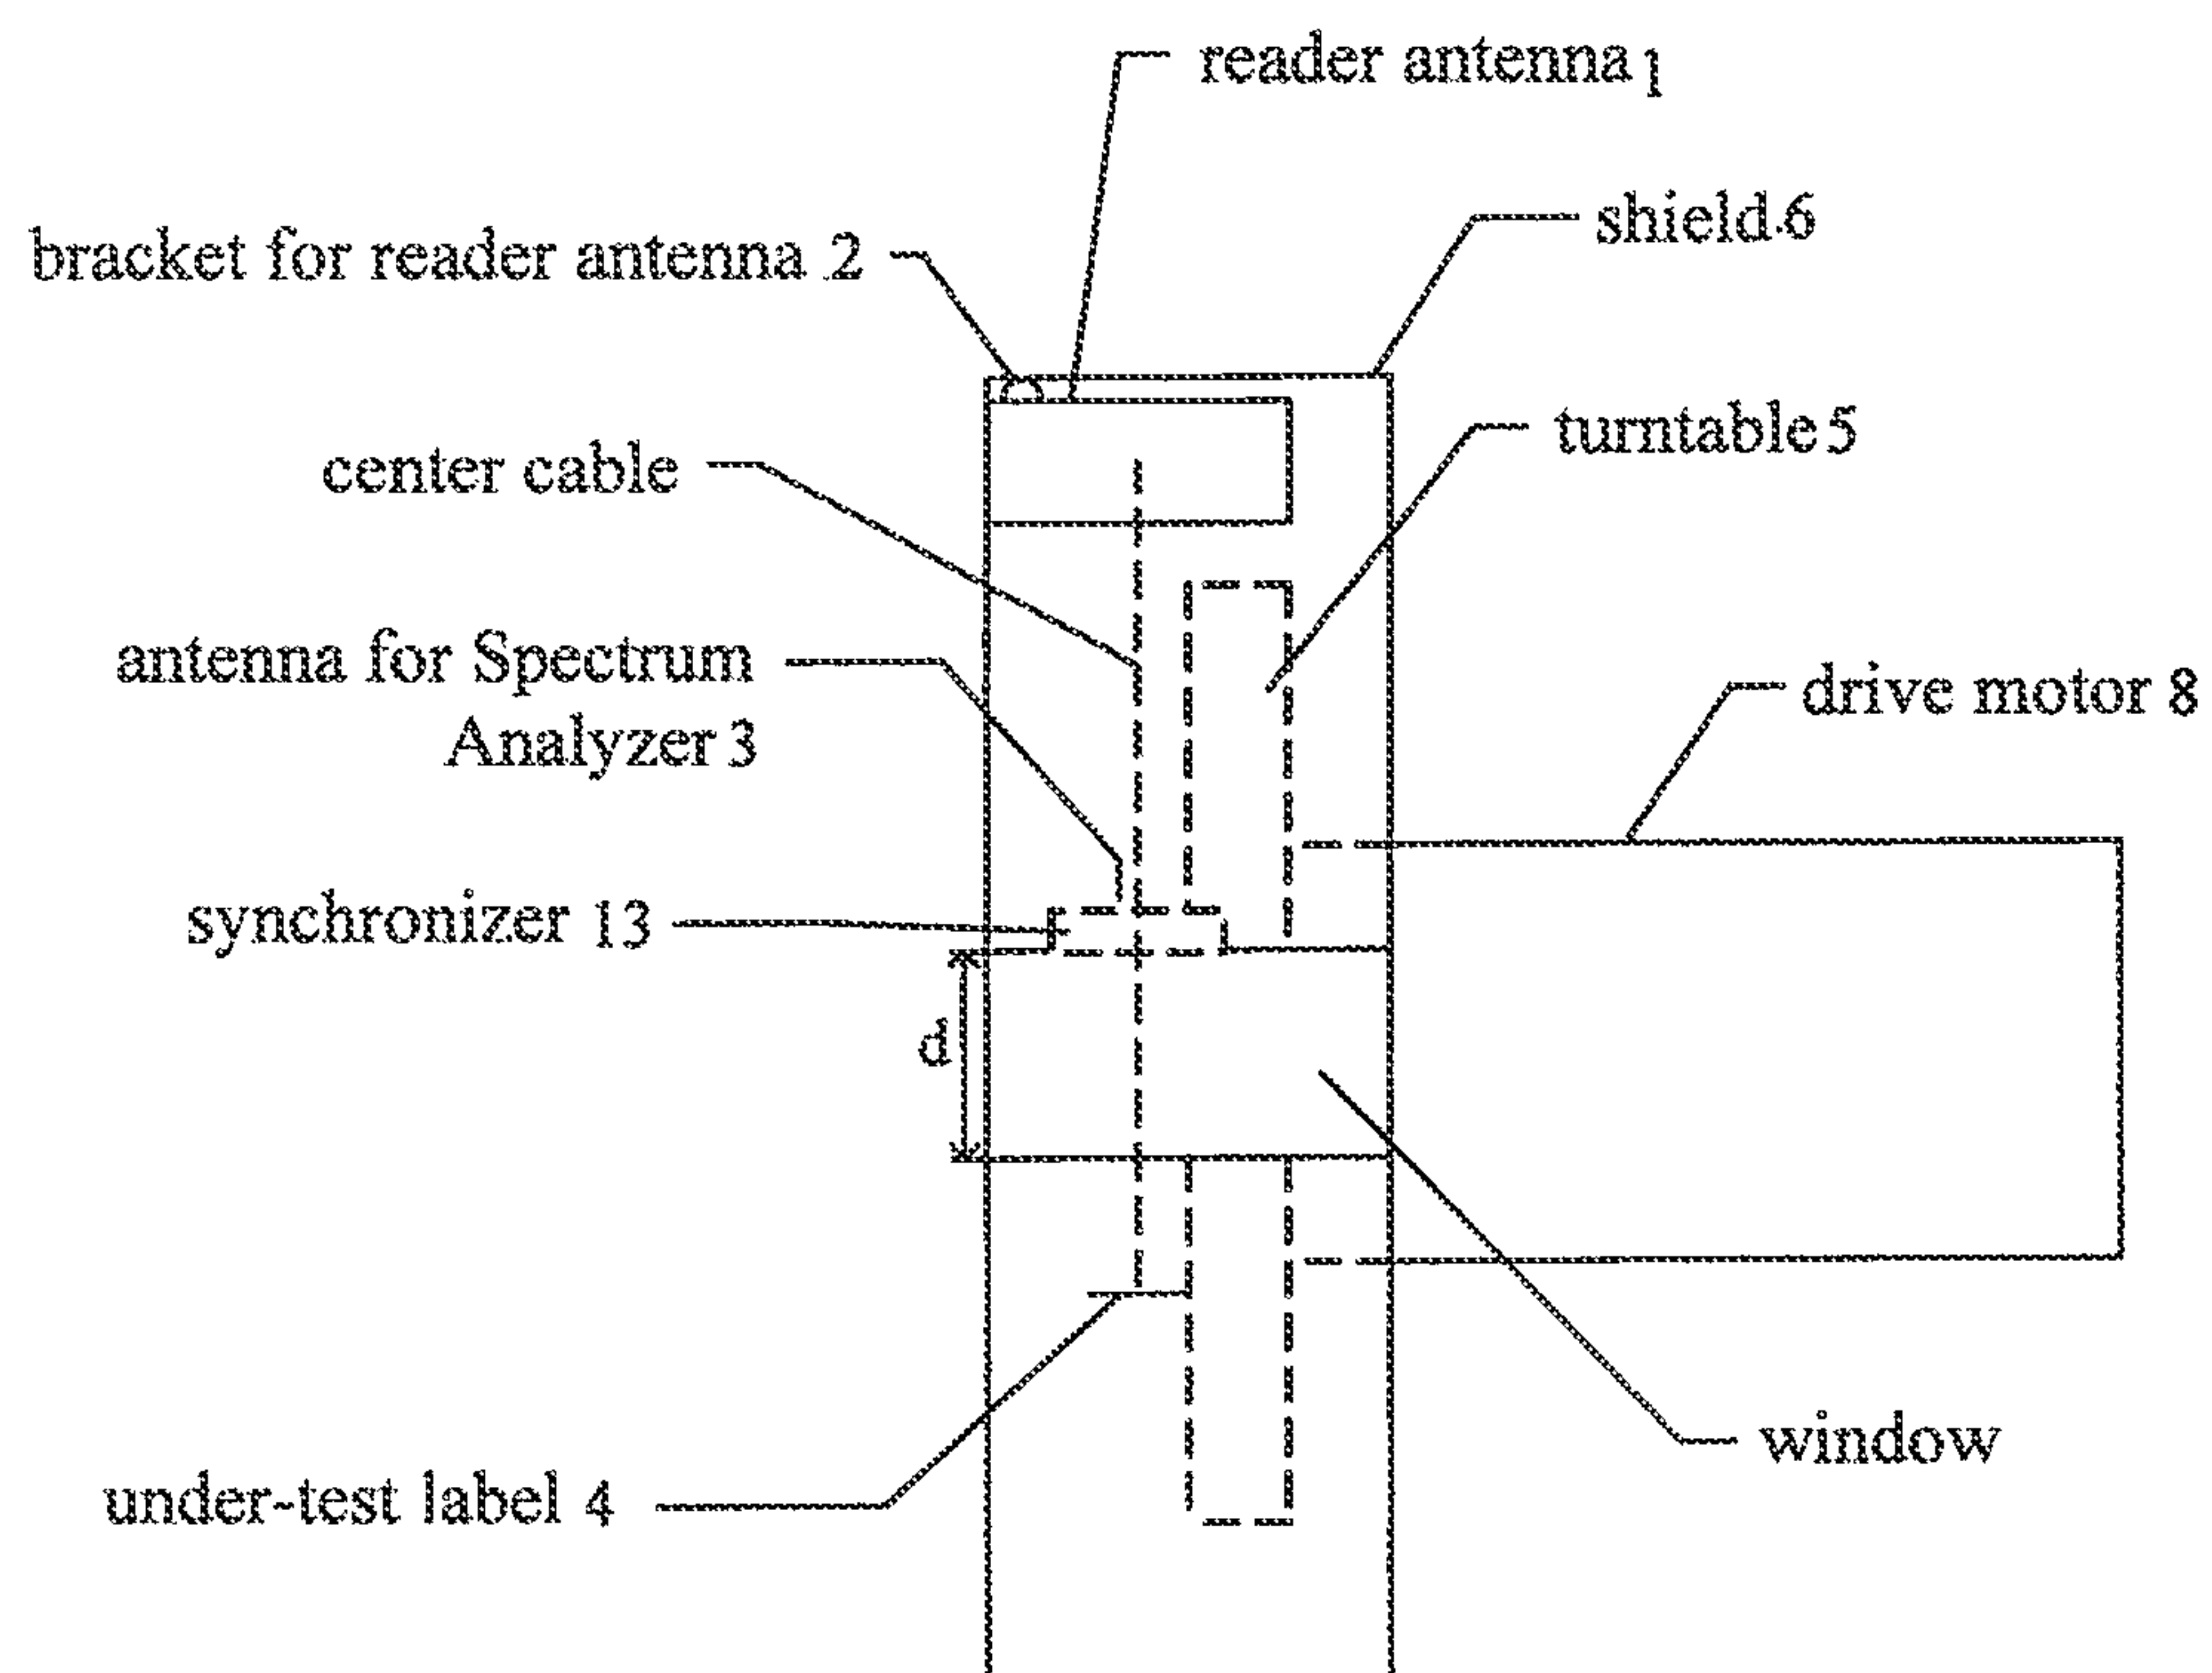 reader antenna 1
shield.6
bracket for reader antenna 2
turntable 5
center cable
antenna for Spectrum
Analyzer 3
drive motor 8
synchronizer 13
d
window
under-test label 4